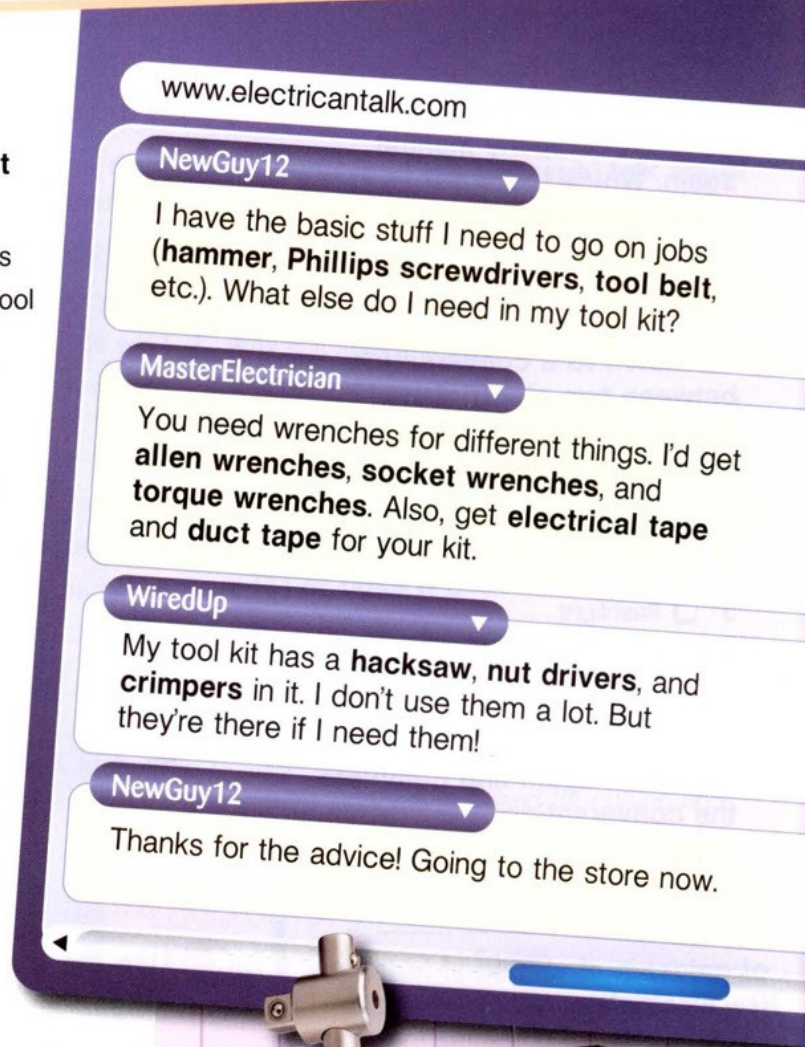 www.electricantalk.com
t
s
ool
NewGuy12
I have the basic stuff I need to go on jobs
(hammer, Phillips screwdrivers, tool belt,
etc.). What else do I need in my tool kit?
MasterElectrician
You need wrenches for different things. I'd get
allen wrenches, socket wrenches, and
torque wrenches. Also, get electrical tape
and duct tape for your kit.
WiredUp
My tool kit has a hacksaw, nut drivers, and
crimpers in it. I don't use them a lot. But
they're there if I need them!
NewGuy12
Thanks for the advice! Going to the store now.